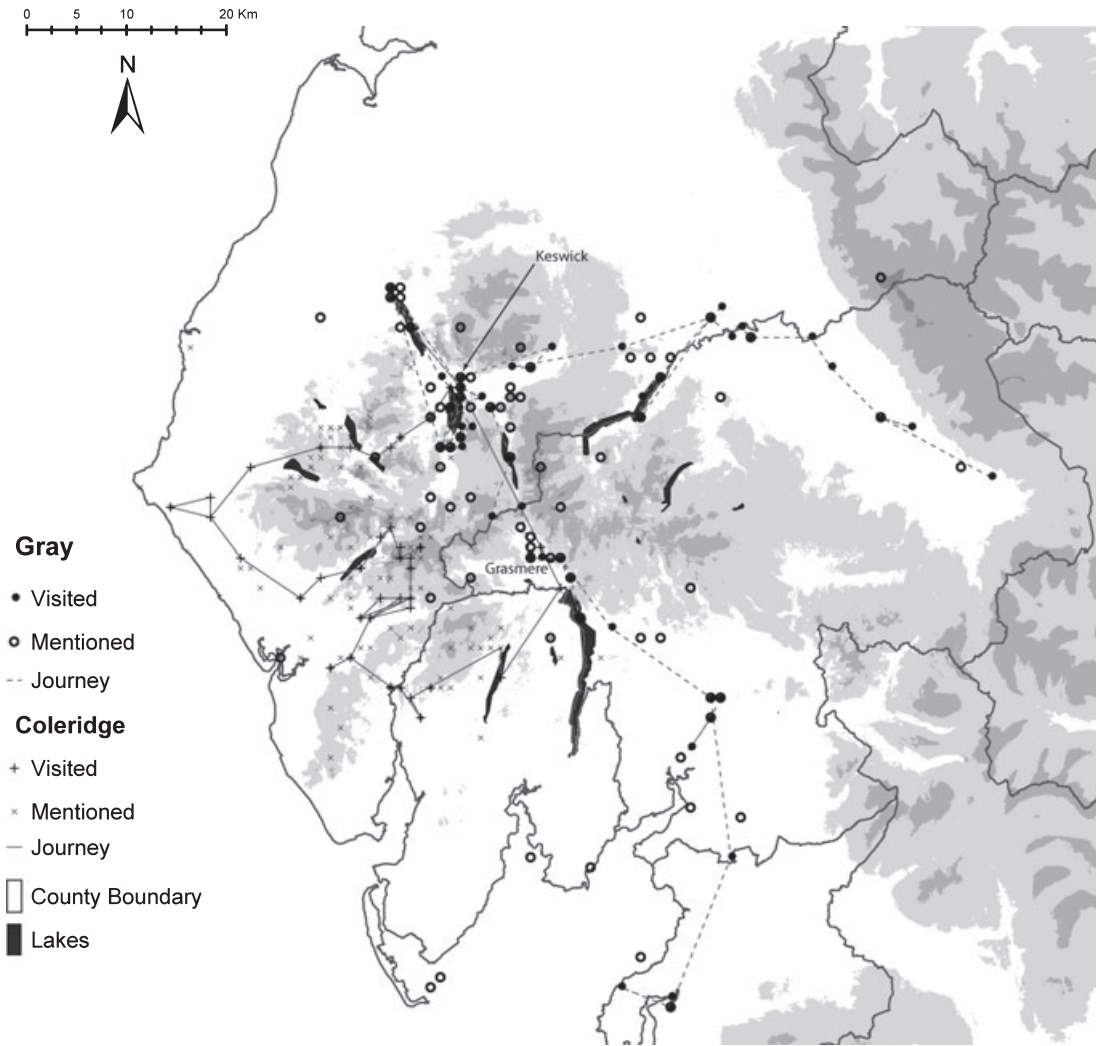 0 5 10 20 Km
N
Keswick
Grasmere
Gray
Visited
Mentioned
Journey
Coleridge
Visited
Mentioned
Journey
County Boundary
Lakes